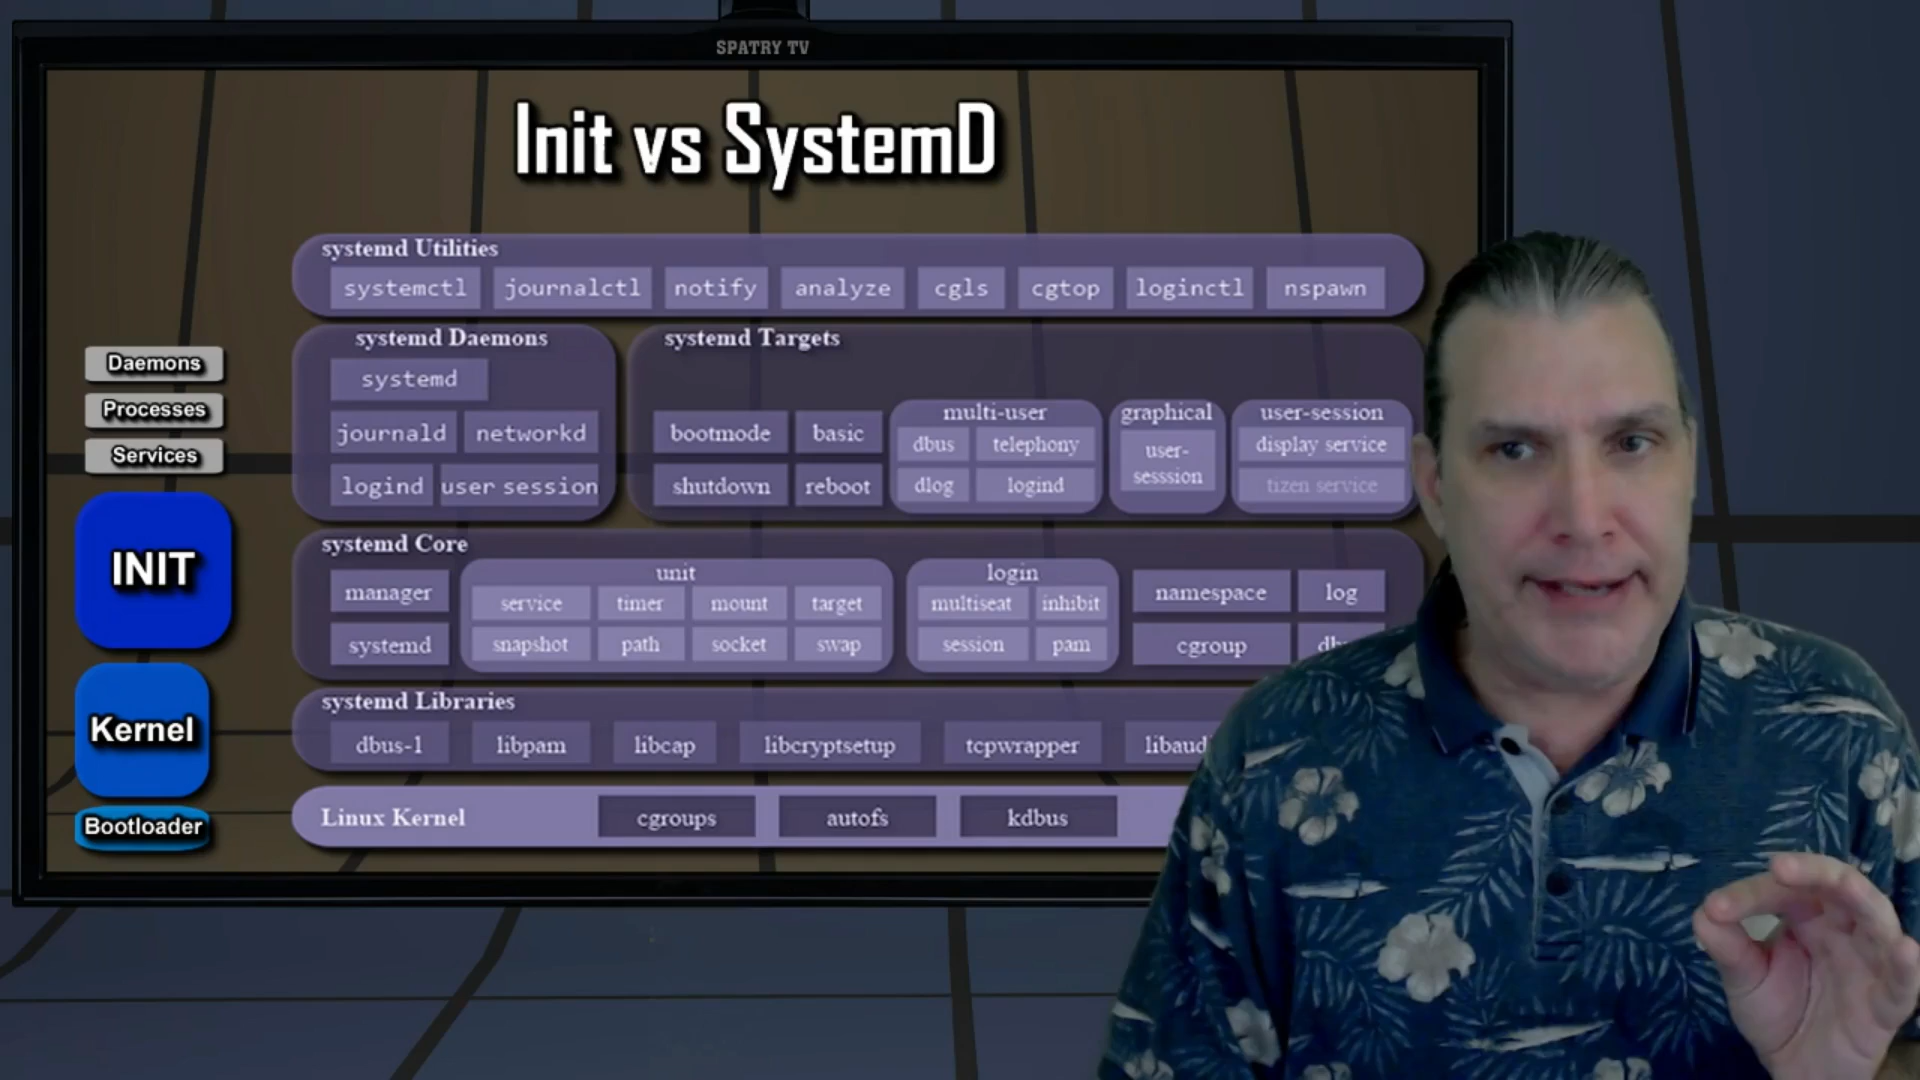 SPATRY TV
Init vs SystemD
systemd Utilities
systemctl journalctl notify analyze cgls cgtop loginctl nspawn
systemd Daemons
systemd
journald networkd
logind user session
systemd Targets
bootmode basic
shutdown reboot
multi-user
dbus telephony
dlog logind
graphical
user-
sesssion
user-session
display service
tizen service
Daemons
Processes
Services
INIT
Kernel
Bootloader
systemd Core
manager
systemd
unit
service timer mount target
snapshot path socket swap
login
multiseat inhibit
session pam
namespace log
cgroup
systemd Libraries
dbus-1 libpam libcap libcryptsetup tcpwrapper libaud
Linux Kernel cgroups autofs kdbus